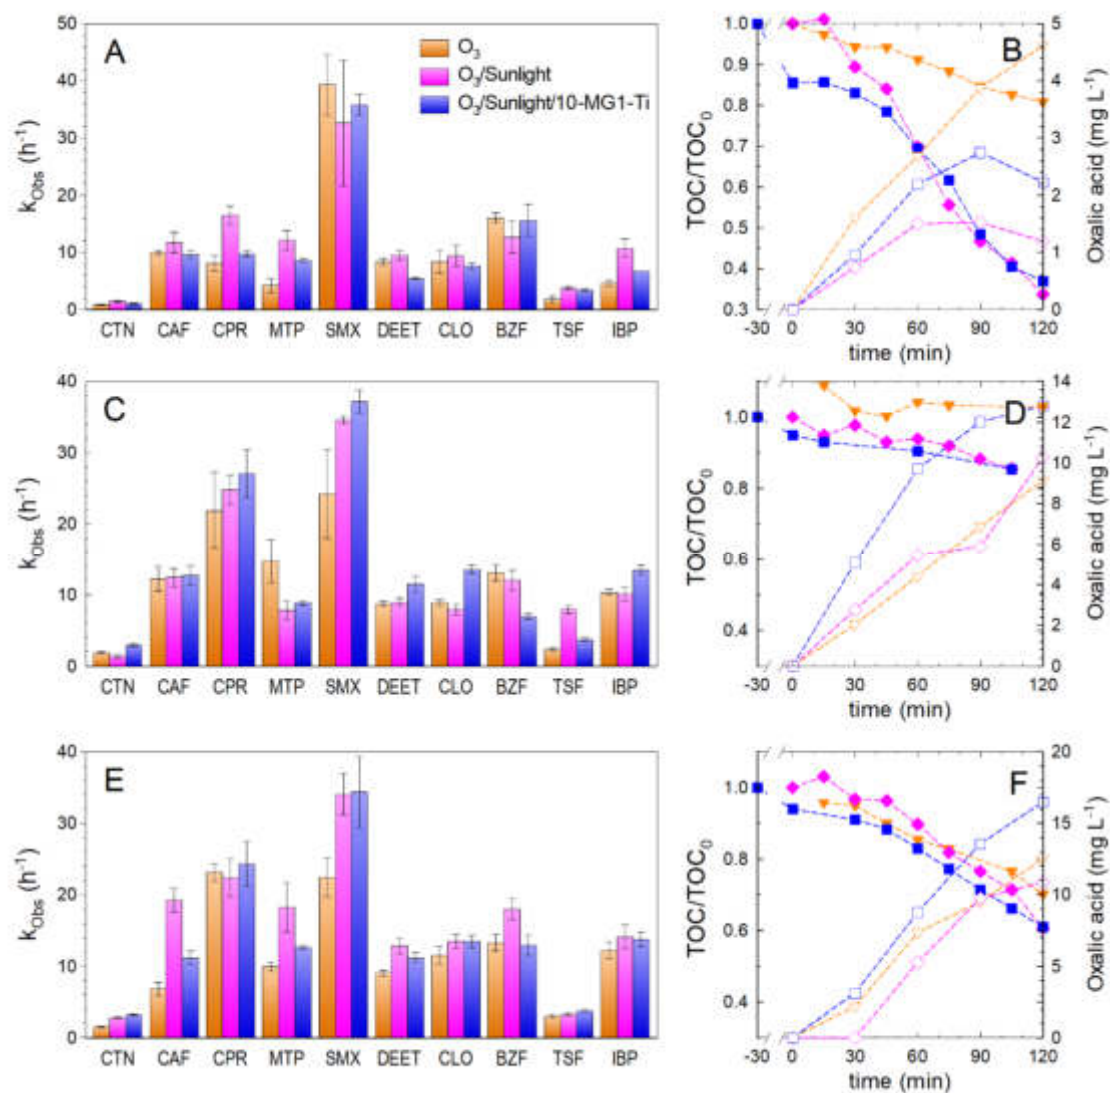 A
O₃
O₃/Sunlight
O₃/Sunlight/10-MG1-Ti
kObs (h⁻¹)
50
40
30
20
10
0
CTN CAF CPR MTP SMX DEET CLO BZF TSF IBP
B
TOC/TOC₀
1.0
0.9
0.8
0.7
0.6
0.5
0.4
0.3
Oxalic acid (mg L⁻¹)
5
4
3
2
1
0
-30 0 30 60 90 120
time (min)
C
kObs (h⁻¹)
40
30
20
10
0
CTN CAF CPR MTP SMX DEET CLO BZF TSF IBP
D
TOC/TOC₀
1.0
0.8
0.6
0.4
Oxalic acid (mg L⁻¹)
14
12
10
8
6
4
2
0
-30 0 30 60 90 120
time (min)
E
kObs (h⁻¹)
40
30
20
10
0
CTN CAF CPR MTP SMX DEET CLO BZF TSF IBP
F
TOC/TOC₀
1.0
0.8
0.6
0.4
Oxalic acid (mg L⁻¹)
20
15
10
5
0
-30 0 30 60 90 120
time (min)